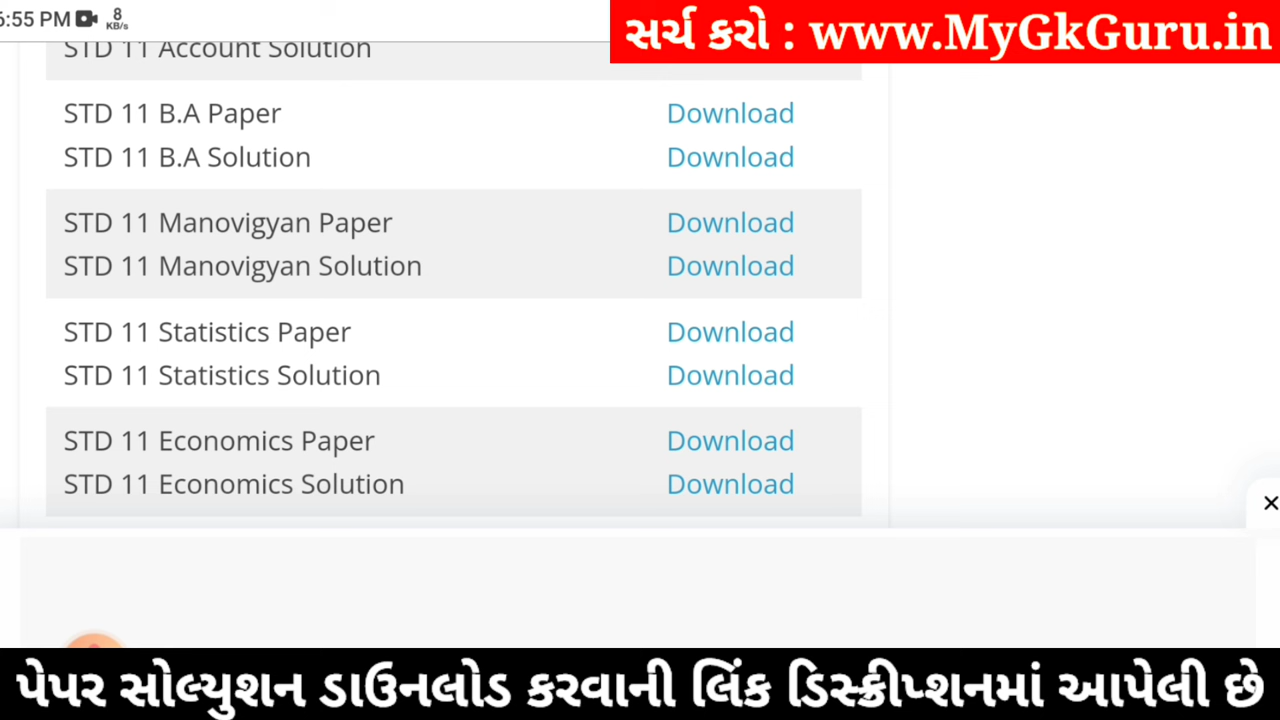 6:55 PM 8 KB/s
સર્ચ કરો : www.MyGkGuru.in
STD 11 Account Solution
STD 11 B.A Paper Download
STD 11 B.A Solution Download
STD 11 Manovigyan Paper Download
STD 11 Manovigyan Solution Download
STD 11 Statistics Paper Download
STD 11 Statistics Solution Download
STD 11 Economics Paper Download
STD 11 Economics Solution Download
પેપર સોલ્યુશન ડાઉનલોડ કરવાની લિંક ડિસ્ક્રીપ્શનમાં આપેલી છે